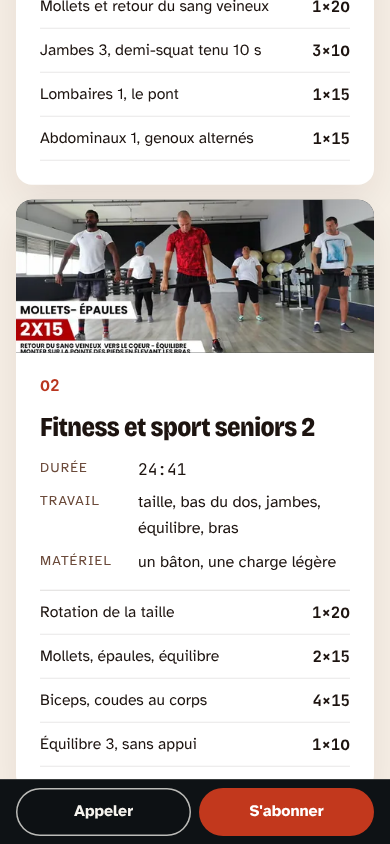 Mollets et retour du sang veineux 1×20
Jambes 3, demi-squat tenu 10 s 3×10
Lombaires 1, le pont 1×15
Abdominaux 1, genoux alternés 1×15
MOLLETS- ÉPAULES
2X15
RETOUR DU SANG VEINEUX VERS LE CŒUR - ÉQUILIBRE
MONTER SUR LA POINTE DES PIEDS EN ÉLEVANT LES BRAS
02
Fitness et sport seniors 2
DURÉE 24:41
TRAVAIL taille, bas du dos, jambes,
équilibre, bras
MATÉRIEL un bâton, une charge légère
Rotation de la taille 1×20
Mollets, épaules, équilibre 2×15
Biceps, coudes au corps 4×15
Équilibre 3, sans appui 1×10
Appeler S'abonner